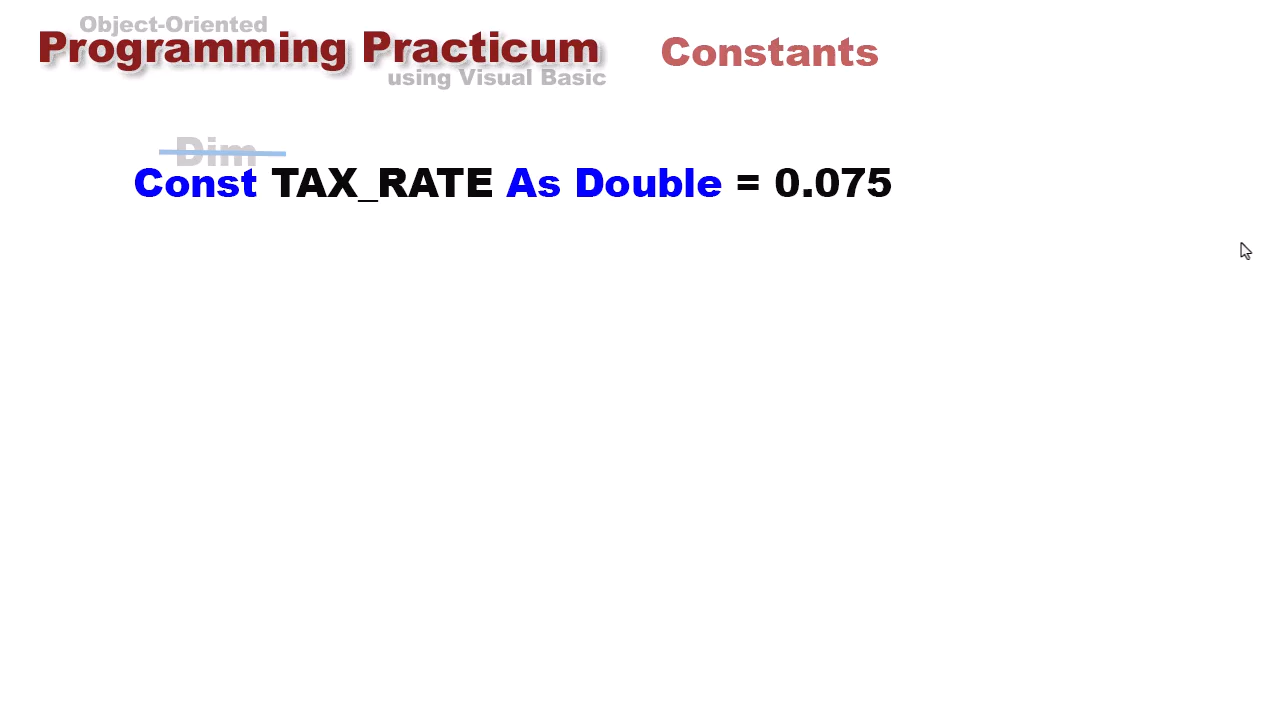 Object-Oriented
Programming Practicum
using Visual Basic
Constants
Dim
Const TAX_RATE As Double = 0.075